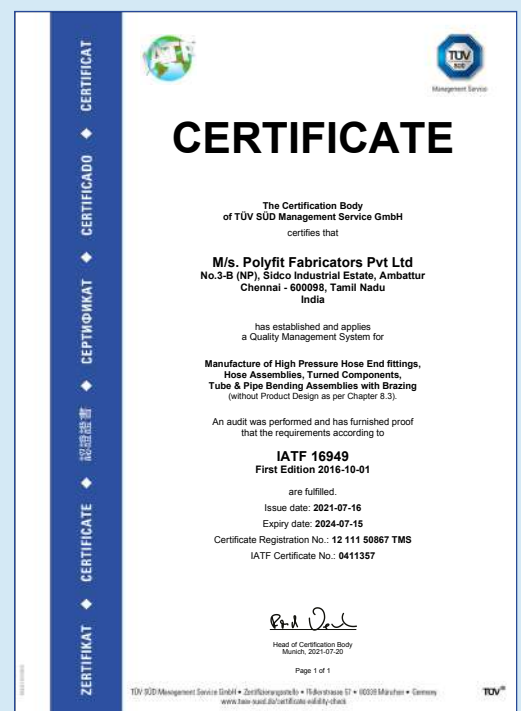 ZERTIFIKAT ◆ CERTIFICATE ◆ 認證證書 ◆ СЕРТИФИКАТ ◆ CERTIFICADO ◆ CERTIFICAT
IATF
TÜV
SÜD
Management Service
CERTIFICATE
The Certification Body
of TÜV SÜD Management Service GmbH
certifies that
M/s. Polyfit Fabricators Pvt Ltd
No.3-B (NP), Sidco Industrial Estate, Ambattur
Chennai - 600098, Tamil Nadu
India
has established and applies
a Quality Management System for
Manufacture of High Pressure Hose End fittings,
Hose Assemblies, Turned Components,
Tube & Pipe Bending Assemblies with Brazing
(without Product Design as per Chapter 8.3).
An audit was performed and has furnished proof
that the requirements according to
IATF 16949
First Edition 2016-10-01
are fulfilled.
Issue date: 2021-07-16
Expiry date: 2024-07-15
Certificate Registration No.: 12 111 50867 TMS
IATF Certificate No.: 0411357
Head of Certification Body
Munich, 2021-07-20
Page 1 of 1
TÜV SÜD Management Service GmbH • Zertifizierungsstelle • Ridlerstrasse 57 • 80339 München • Germany
www.tuev-sued.de/certificate-validity-check
TÜV®